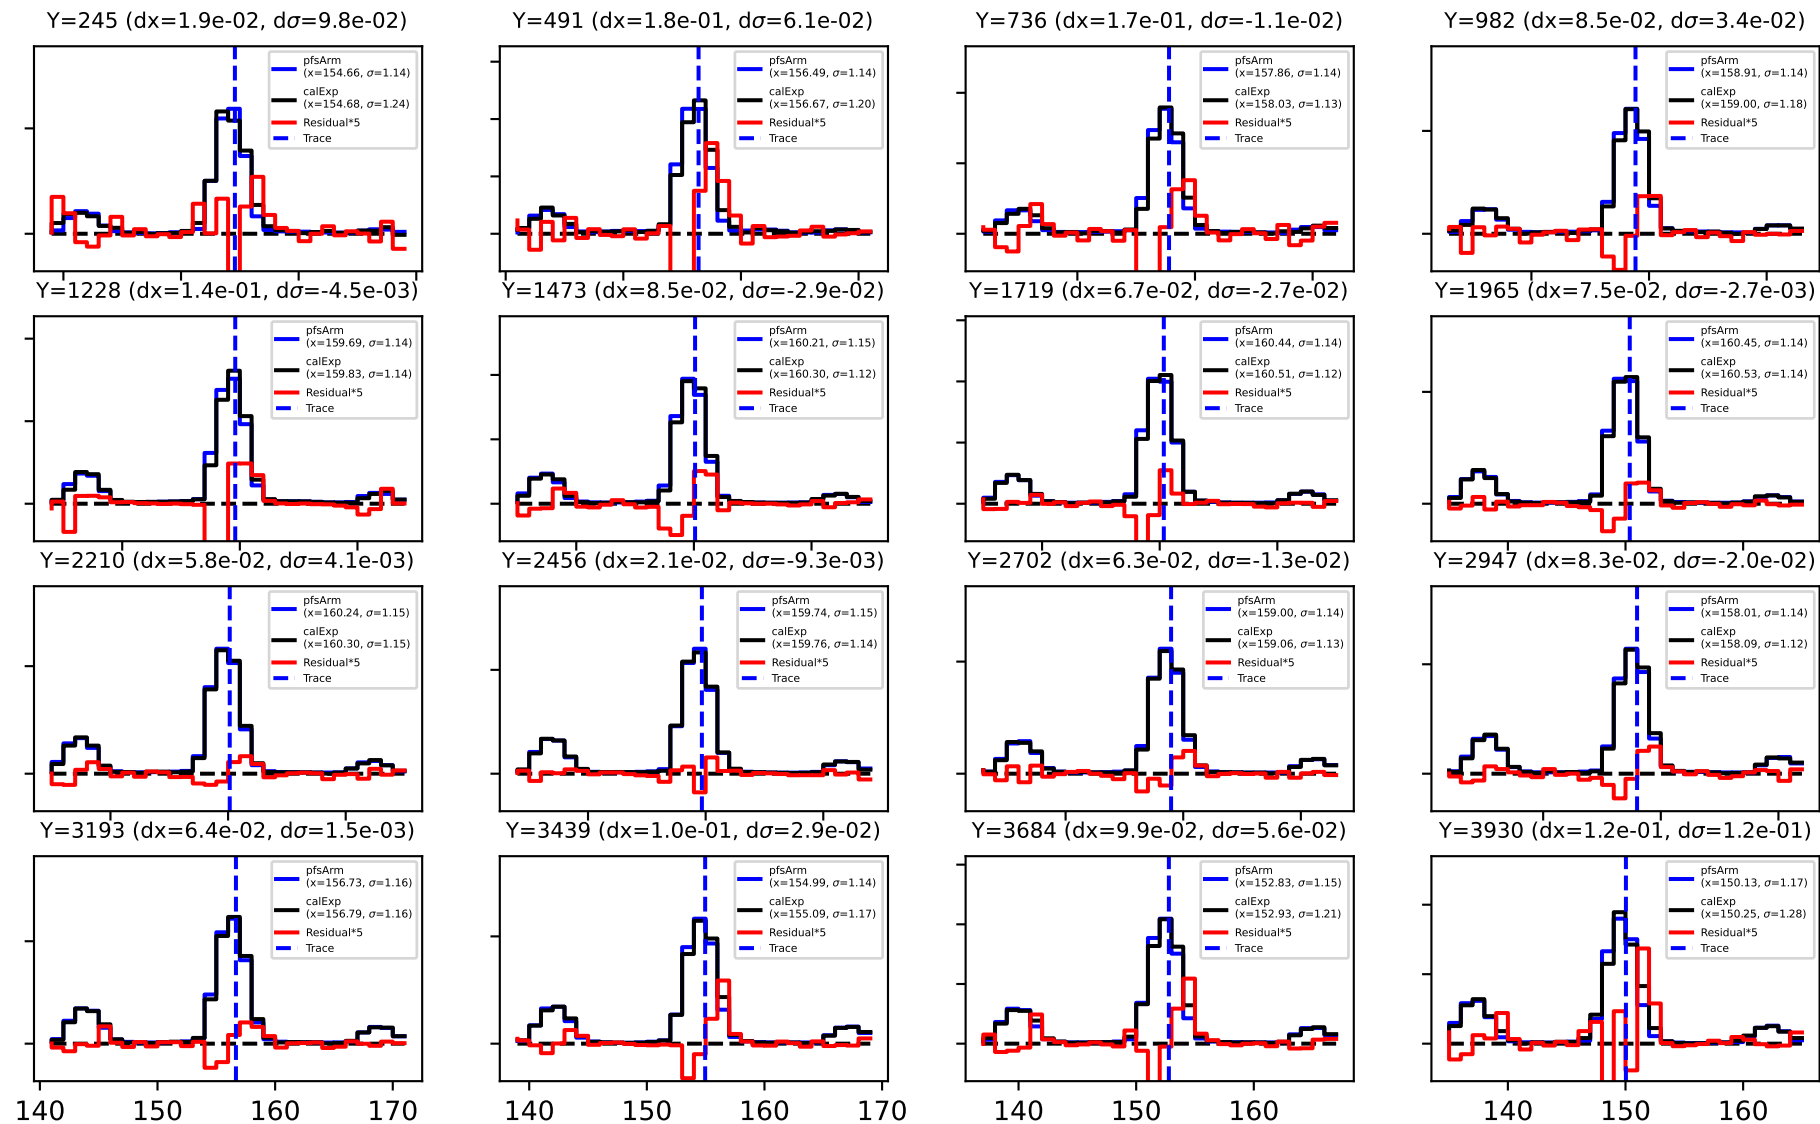 Y=245 (dx=1.9e-02, dσ=9.8e-02)
pfsArm
(x=154.66, σ=1.14)
calExp
(x=154.68, σ=1.24)
Residual*5
Trace
Y=491 (dx=1.8e-01, dσ=6.1e-02)
pfsArm
(x=156.49, σ=1.14)
calExp
(x=156.67, σ=1.20)
Residual*5
Trace
Y=736 (dx=1.7e-01, dσ=-1.1e-02)
pfsArm
(x=157.86, σ=1.14)
calExp
(x=158.03, σ=1.13)
Residual*5
Trace
Y=982 (dx=8.5e-02, dσ=3.4e-02)
pfsArm
(x=158.91, σ=1.14)
calExp
(x=159.00, σ=1.18)
Residual*5
Trace
Y=1228 (dx=1.4e-01, dσ=-4.5e-03)
pfsArm
(x=159.69, σ=1.14)
calExp
(x=159.83, σ=1.14)
Residual*5
Trace
Y=1473 (dx=8.5e-02, dσ=-2.9e-02)
pfsArm
(x=160.21, σ=1.15)
calExp
(x=160.30, σ=1.12)
Residual*5
Trace
Y=1719 (dx=6.7e-02, dσ=-2.7e-02)
pfsArm
(x=160.44, σ=1.14)
calExp
(x=160.51, σ=1.12)
Residual*5
Trace
Y=1965 (dx=7.5e-02, dσ=-2.7e-03)
pfsArm
(x=160.45, σ=1.14)
calExp
(x=160.53, σ=1.14)
Residual*5
Trace
Y=2210 (dx=5.8e-02, dσ=4.1e-03)
pfsArm
(x=160.24, σ=1.15)
calExp
(x=160.30, σ=1.15)
Residual*5
Trace
Y=2456 (dx=2.1e-02, dσ=-9.3e-03)
pfsArm
(x=159.74, σ=1.15)
calExp
(x=159.76, σ=1.14)
Residual*5
Trace
Y=2702 (dx=6.3e-02, dσ=-1.3e-02)
pfsArm
(x=159.00, σ=1.14)
calExp
(x=159.06, σ=1.13)
Residual*5
Trace
Y=2947 (dx=8.3e-02, dσ=-2.0e-02)
pfsArm
(x=158.01, σ=1.14)
calExp
(x=158.09, σ=1.12)
Residual*5
Trace
Y=3193 (dx=6.4e-02, dσ=1.5e-03)
pfsArm
(x=156.73, σ=1.16)
calExp
(x=156.79, σ=1.16)
Residual*5
Trace
Y=3439 (dx=1.0e-01, dσ=2.9e-02)
pfsArm
(x=154.99, σ=1.14)
calExp
(x=155.09, σ=1.17)
Residual*5
Trace
Y=3684 (dx=9.9e-02, dσ=5.6e-02)
pfsArm
(x=152.83, σ=1.15)
calExp
(x=152.93, σ=1.21)
Residual*5
Trace
Y=3930 (dx=1.2e-01, dσ=1.2e-01)
pfsArm
(x=150.13, σ=1.17)
calExp
(x=150.25, σ=1.28)
Residual*5
Trace
140 150 160 170
140 150 160 170
140 150 160
140 150 160